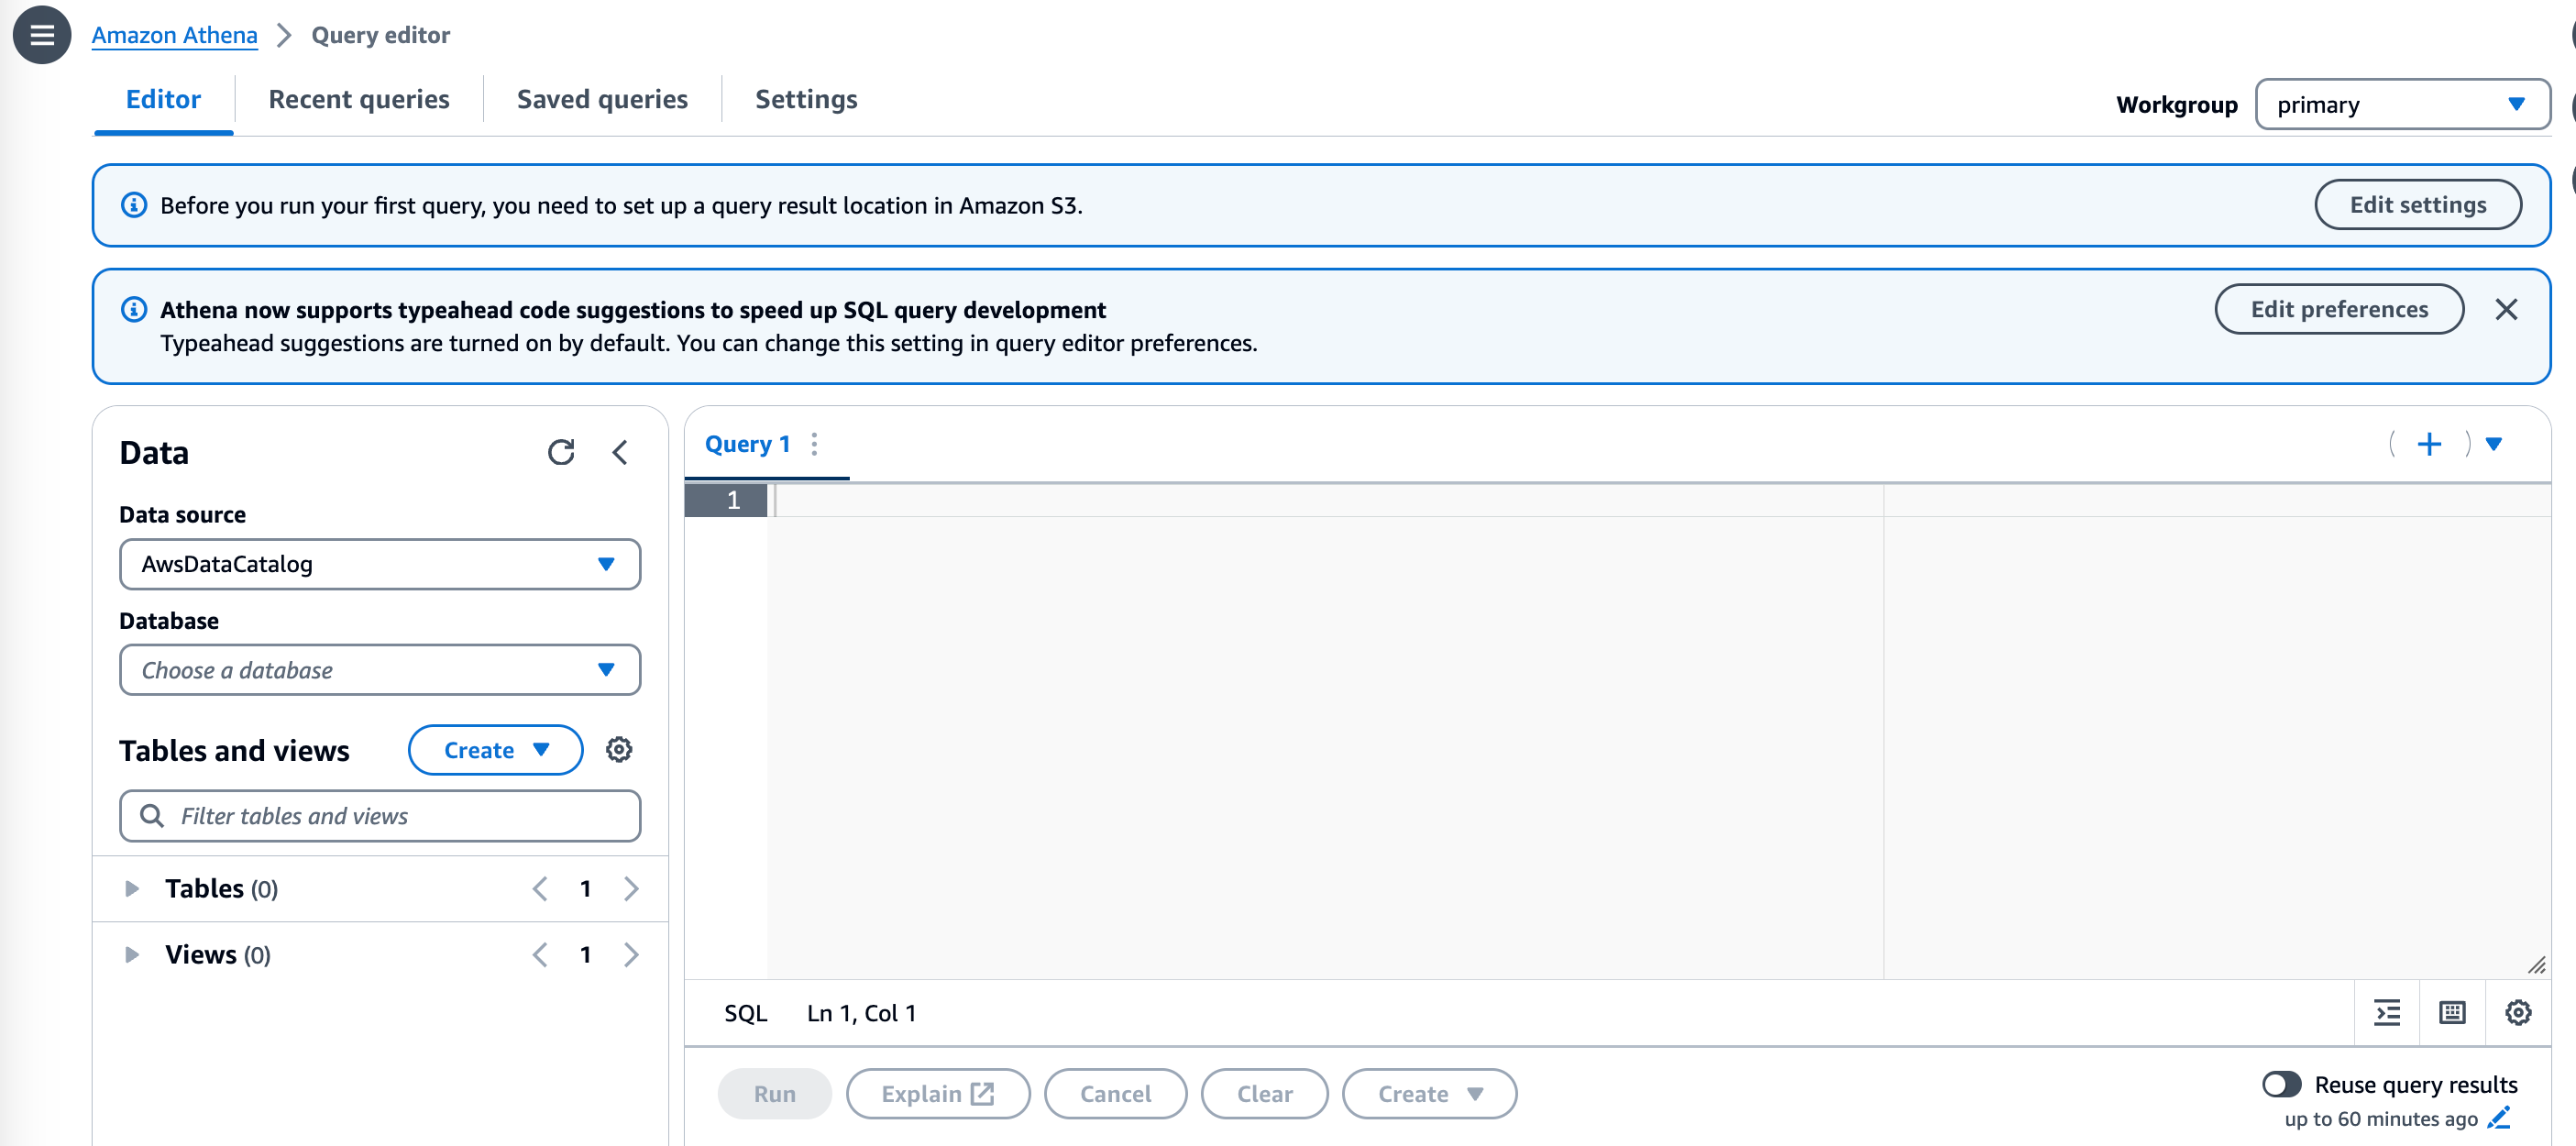 Amazon Athena > Query editor
Editor Recent queries Saved queries Settings
Workgroup primary
Before you run your first query, you need to set up a query result location in Amazon S3. Edit settings
Athena now supports typeahead code suggestions to speed up SQL query development Edit preferences
Typeahead suggestions are turned on by default. You can change this setting in query editor preferences.
Data
Data source
AwsDataCatalog
Database
Choose a database
Tables and views Create
Filter tables and views
Tables (0) < 1 >
Views (0) < 1 >
Query 1
1
SQL Ln 1, Col 1
Run Explain Cancel Clear Create
Reuse query results
up to 60 minutes ago